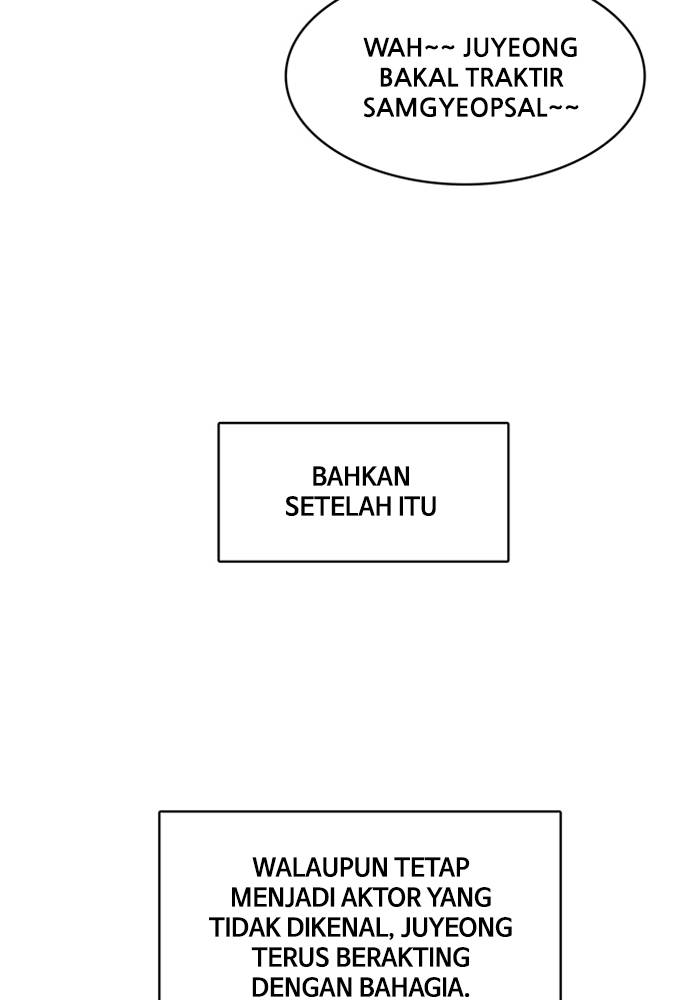 WAH~~ JUYEONG
BAKAL TRAKTIR
SAMGYEOPSAL~~
BAHKAN
SETELAH ITU
WALAUPUN TETAP
MENJADI AKTOR YANG
TIDAK DIKENAL, JUYEONG
TERUS BERAKTING
DENGAN BAHAGIA.